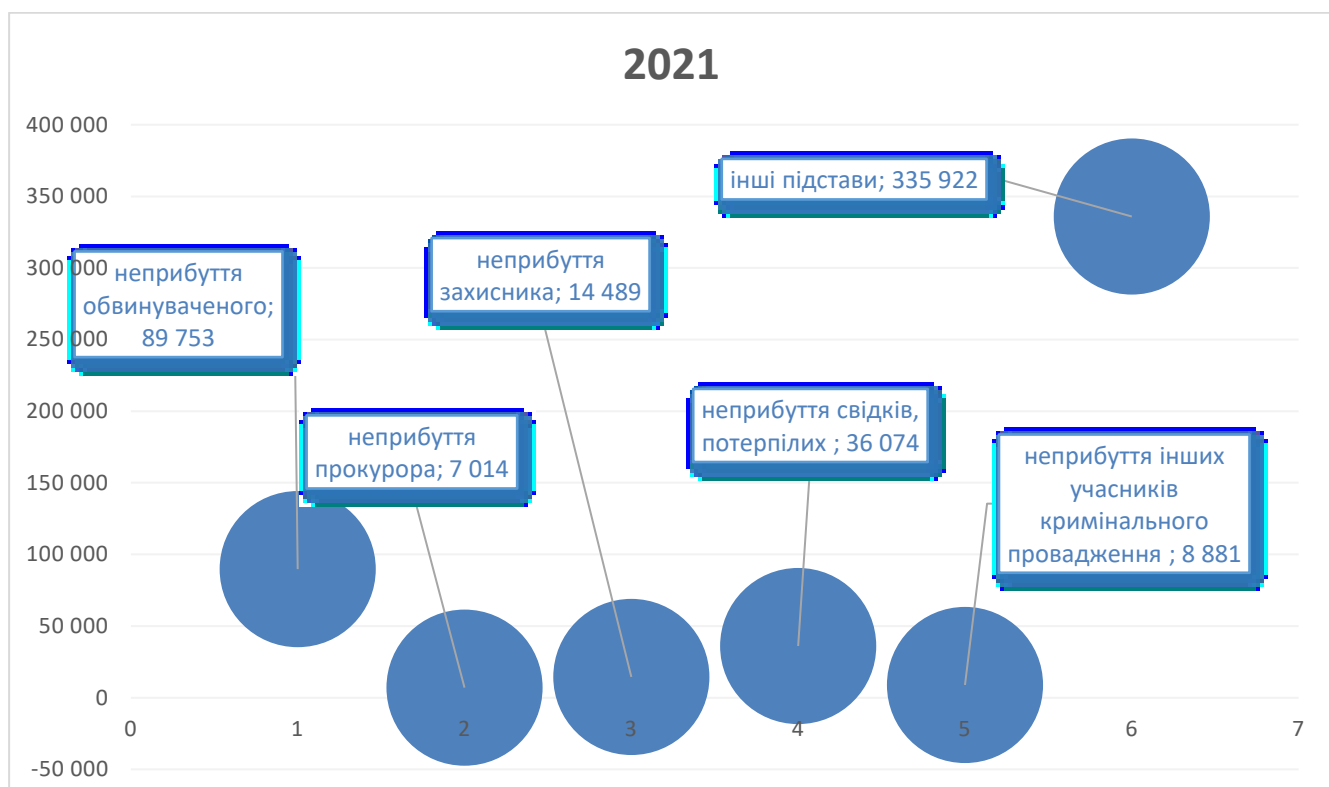 2021
400 000
350 000
300 000
250 000
200 000
150 000
100 000
50 000
0
-50 000
0
1
2
3
4
5
6
7
неприбуття
обвинуваченого;
89 753
неприбуття
прокурора; 7 014
неприбуття
захисника; 14 489
неприбуття свідків,
потерпілих ; 36 074
неприбуття інших
учасників
кримінального
провадження ; 8 881
інші підстави; 335 922